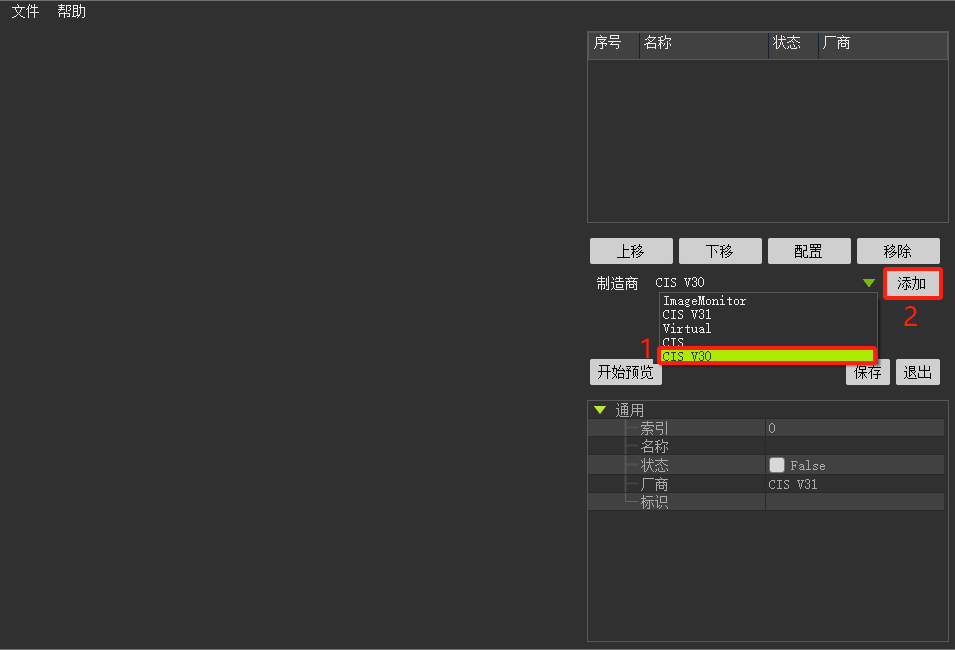 文件 帮助
序号 名称 状态 厂商
上移 下移 配置 移除
制造商 CIS V30 添加
ImageMonitor
CIS V31
Virtual
CIS
CIS V30
1
2
开始预览 保存 退出
通用
索引 0
名称
状态 False
厂商 CIS V31
标识